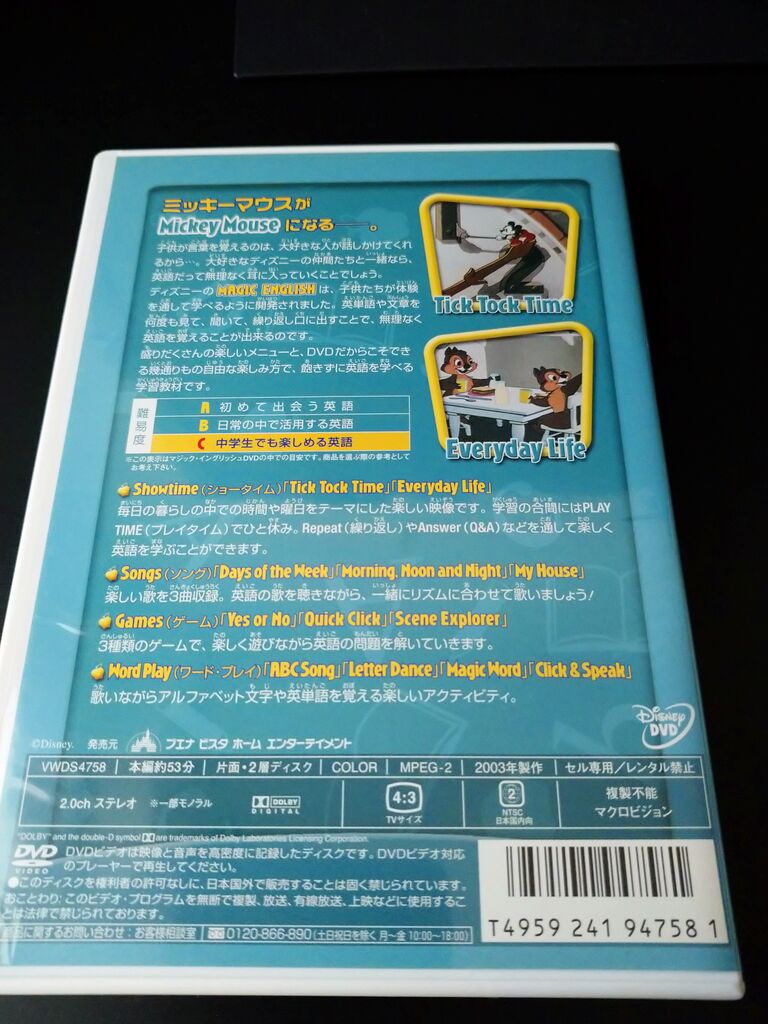 ミッキーマウスが
Mickey Mouse になる——。
子供が言葉を覚えるのは、大好きな人が話しかけてくれ
るから…。大好きなディズニーの仲間たちと一緒なら、
英語だって無理なく耳に入っていくことでしょう。
ディズニーの MAGIC ENGLISH は、子供たちが体験
を通して学べるように開発されました。英単語や文章を
何度も見て、聞いて、繰り返し口に出すことで、無理なく
英語を覚えることが出来るのです。
盛りだくさんの楽しいメニューと、DVDだからこそでき
る幾通りもの自由な楽しみ方で、飽きずに英語を学べる
学習教材です。
Tick Tock Time
Everyday Life
難易度
A 初めて出会う英語
B 日常の中で活用する英語
C 中学生でも楽しめる英語
※この表示はマジック・イングリッシュDVDの中での目安です。商品を選ぶ際の参考として
お考え下さい。
Showtime(ショータイム)「Tick Tock Time」「Everyday Life」
毎日の暮らしの中での時間や曜日をテーマにした楽しい映像です。学習の合間にはPLAY
TIME(プレイタイム)でひと休み。Repeat(繰り返し)やAnswer(Q&A)などを通して楽しく
英語を学ぶことができます。
Songs(ソング)「Days of the Week」「Morning, Noon and Night」「My House」
楽しい歌を3曲収録。英語の歌を聴きながら、一緒にリズムに合わせて歌いましょう!
Games(ゲーム)「Yes or No」「Quick Click」「Scene Explorer」
3種類のゲームで、楽しく遊びながら英語の問題を解いていきます。
Word Play(ワード・プレイ)「ABC Song」「Letter Dance」「Magic Word」「Click & Speak」
歌いながらアルファベット文字や英単語を覚える楽しいアクティビティ。
Disney DVD
©Disney. 発売元 ブエナ ビスタ ホーム エンターテイメント
VWDS4758 本編約53分 片面・2層ディスク COLOR MPEG-2 2003年製作 セル専用/レンタル禁止
2.0ch ステレオ ※一部モノラル DOLBY DIGITAL 4:3 TVサイズ 2 NTSC 日本国内向 複製不能 マクロビジョン
"DOLBY" and the double-D symbol are trademarks of Dolby Laboratories Licensing Corporation.
DVD VIDEO
DVDビデオは映像と音声を高密度に記録したディスクです。DVDビデオ対応
のプレーヤーで再生してください。
●このディスクを権利者の許可なしに、日本国外で販売することは固く禁じられています。
おことわり:このビデオ・プログラムを無断で複製、放送、有線放送、上映などに使用するこ
とは法律で禁じられております。
商品に関するお問い合わせ:お客様相談室 0120-866-890(土日祝日を除く 月〜金 10:00〜18:00)
T4959 241 94758 1